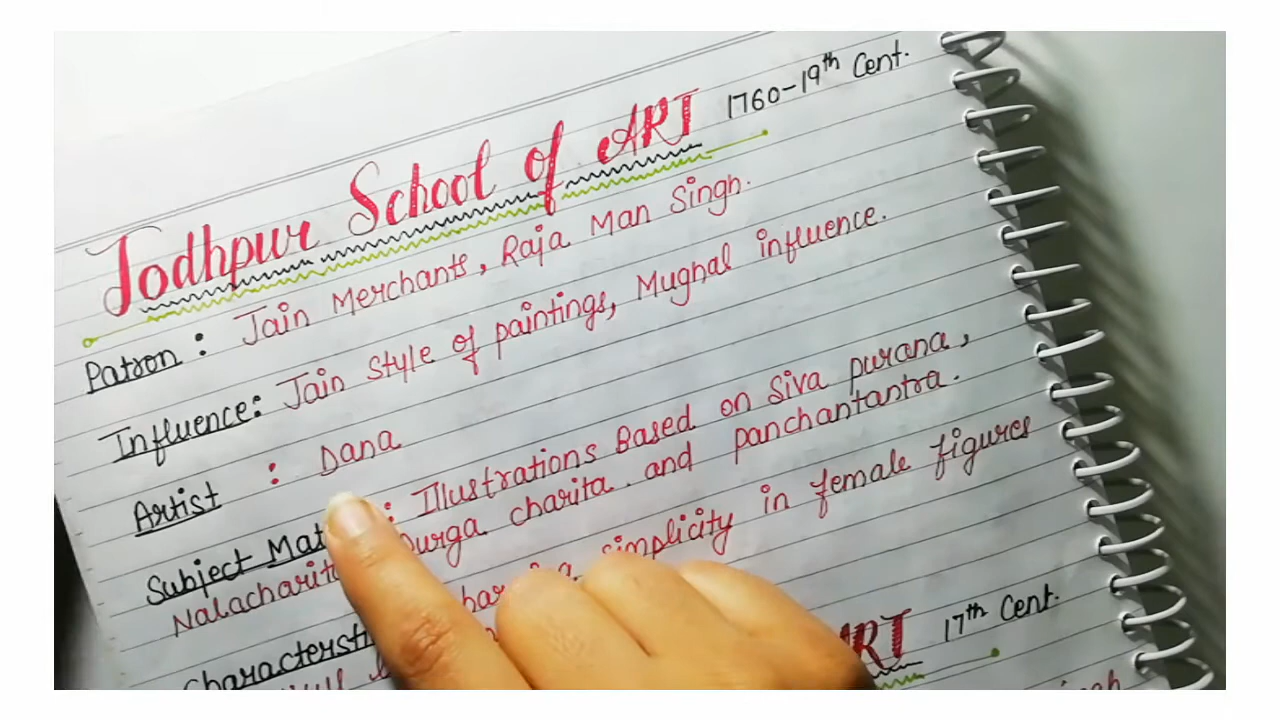 Jodhpur School of ART 1760-19th Cent.
Patron : Jain Merchants, Raja Man Singh.
Influence: Jain style of paintings, Mughal influence.
Artist : Dana
Subject Mat : Illustrations Based on Siva purana,
Nalacharit Durga charita. and panchantantra.
simplicity in female figures
ART 17th Cent.